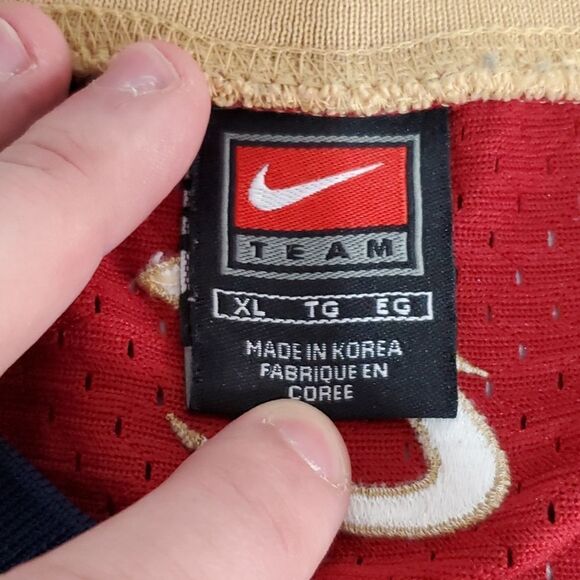 TEAM
XL TG EG
MADE IN KOREA
FABRIQUE EN
COREE